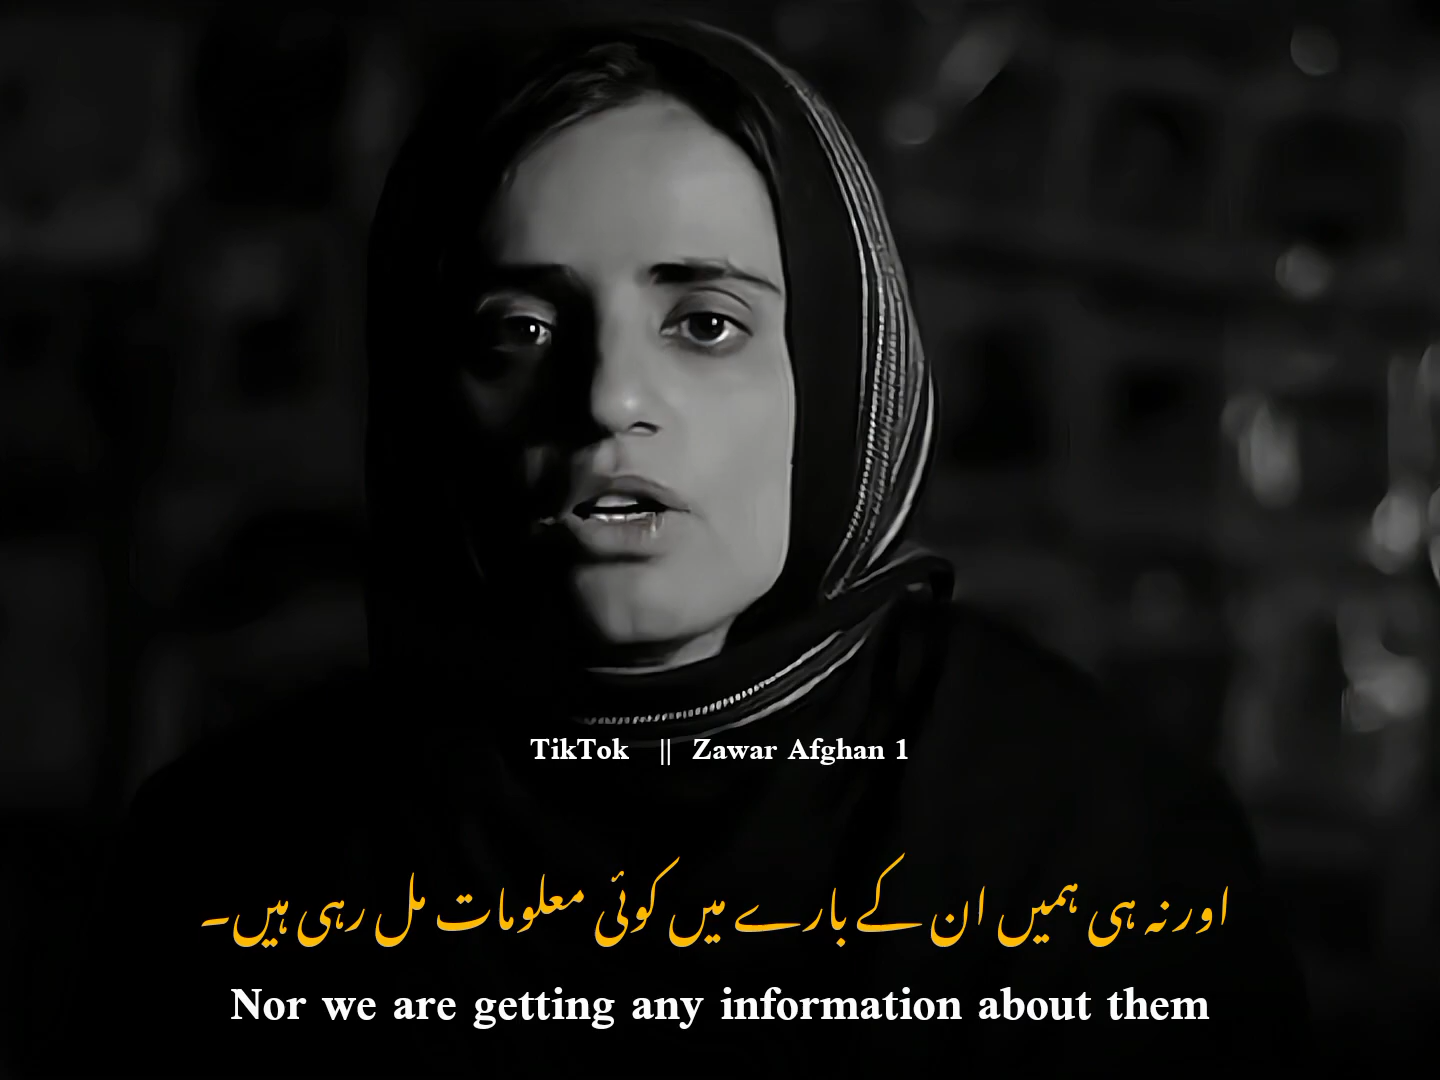 TikTok || Zawar Afghan 1
اور نہ ہی ہمیں ان کے بارے میں کوئی معلومات مل رہی ہیں۔
Nor we are getting any information about them